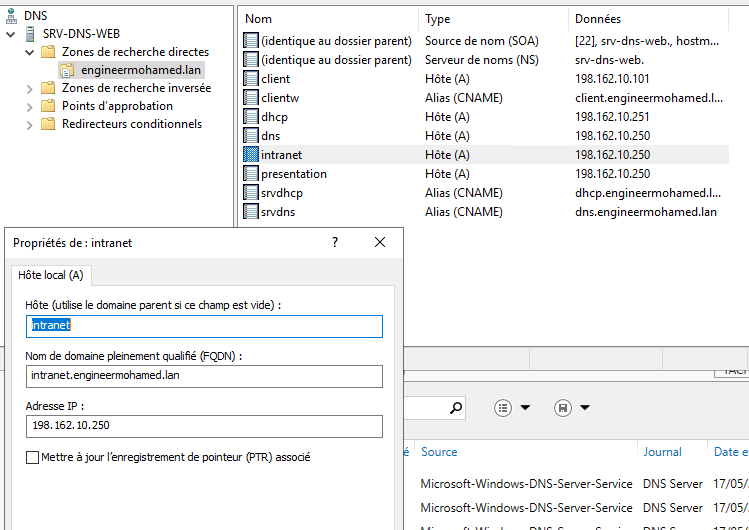 DNS
SRV-DNS-WEB
Zones de recherche directes
engineermohamed.lan
Zones de recherche inversée
Points d'approbation
Redirecteurs conditionnels
Nom Type Données
(identique au dossier parent) Source de nom (SOA) [22], srv-dns-web., hostm...
(identique au dossier parent) Serveur de noms (NS) srv-dns-web.
client Hôte (A) 198.162.10.101
clientw Alias (CNAME) client.engineermohamed.l...
dhcp Hôte (A) 198.162.10.251
dns Hôte (A) 198.162.10.250
intranet Hôte (A) 198.162.10.250
presentation Hôte (A) 198.162.10.250
srvdhcp Alias (CNAME) dhcp.engineermohamed.l...
srvdns Alias (CNAME) dns.engineermohamed.lan
Propriétés de : intranet ?
Hôte local (A)
Hôte (utilise le domaine parent si ce champ est vide) :
intranet
Nom de domaine pleinement qualifié (FQDN) :
intranet.engineermohamed.lan
Adresse IP :
198.162.10.250
Mettre à jour l'enregistrement de pointeur (PTR) associé
Source Journal Date e
Microsoft-Windows-DNS-Server-Service DNS Server 17/05/
Microsoft-Windows-DNS-Server-Service DNS Server 17/05/